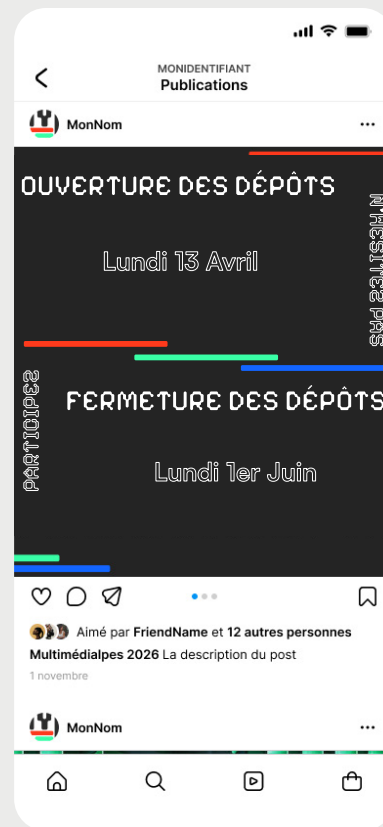 MONIDENTIFIANT
Publications
MonNom
OUVERTURE DES DÉPÔTS
N'HESITEZ PAS
Lundi 13 Avril
PARTICIPEZ
FERMETURE DES DÉPÔTS
Lundi 1er Juin
Aimé par FriendName et 12 autres personnes
Multimédialpes 2026 La description du post
1 novembre
MonNom